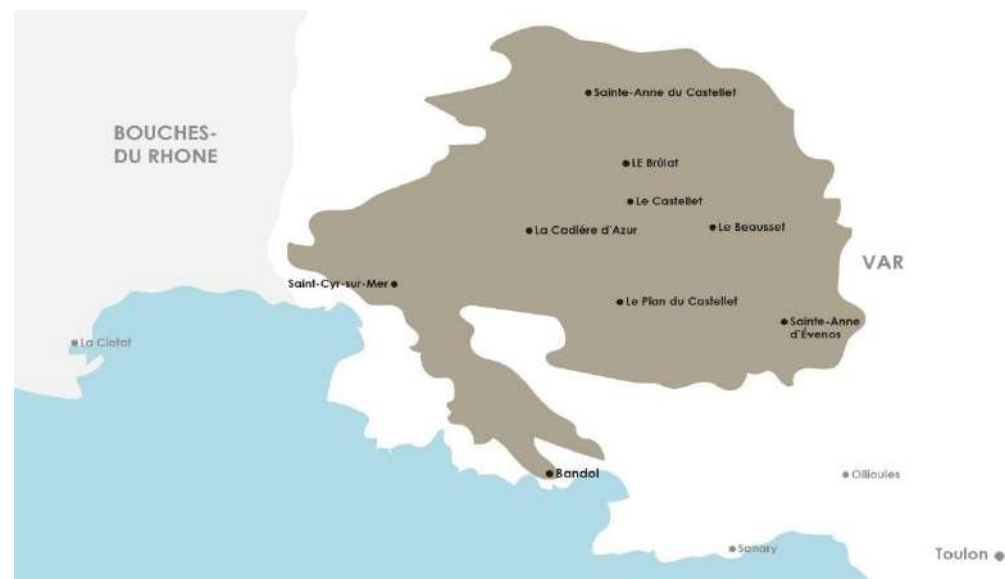 Sainte-Anne du Castellet
BOUCHES-
DU RHONE
LE Brûlat
Le Castellet
La Cadière d'Azur
Le Beausset
VAR
Saint-Cyr-sur-Mer
Le Plan du Castellet
Sainte-Anne
d'Évenos
La Ciotat
Bandol
Ollioules
Sanary
Toulon